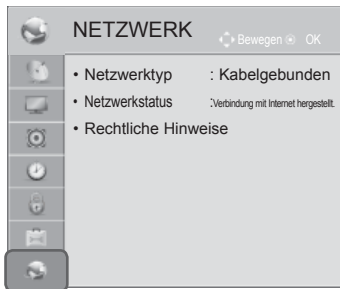 NETZWERK
Bewegen OK
• Netzwerktyp : Kabelgebunden
• Netzwerkstatus :Verbindung mit Internet hergestellt.
• Rechtliche Hinweise